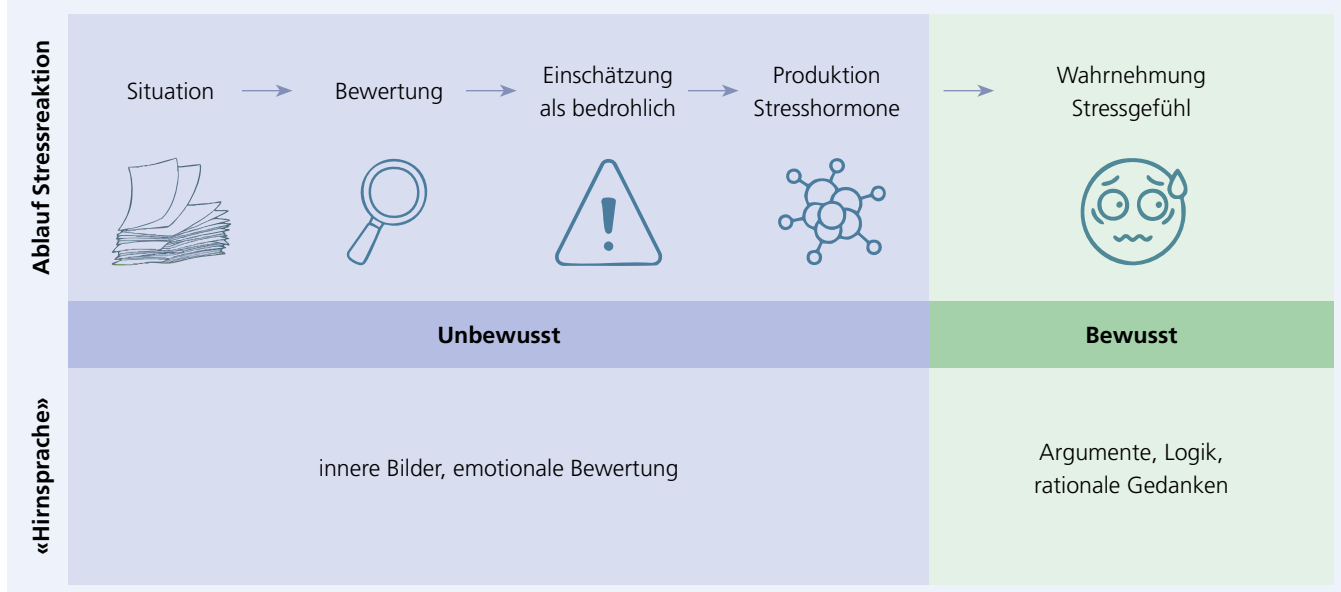 Ablauf Stressreaktion
Situation
Bewertung
Einschätzung
als bedrohlich
Produktion
Stresshormone
Wahrnehmung
Stressgefühl
Unbewusst
Bewusst
«Hirnsprache»
innere Bilder, emotionale Bewertung
Argumente, Logik,
rationale Gedanken